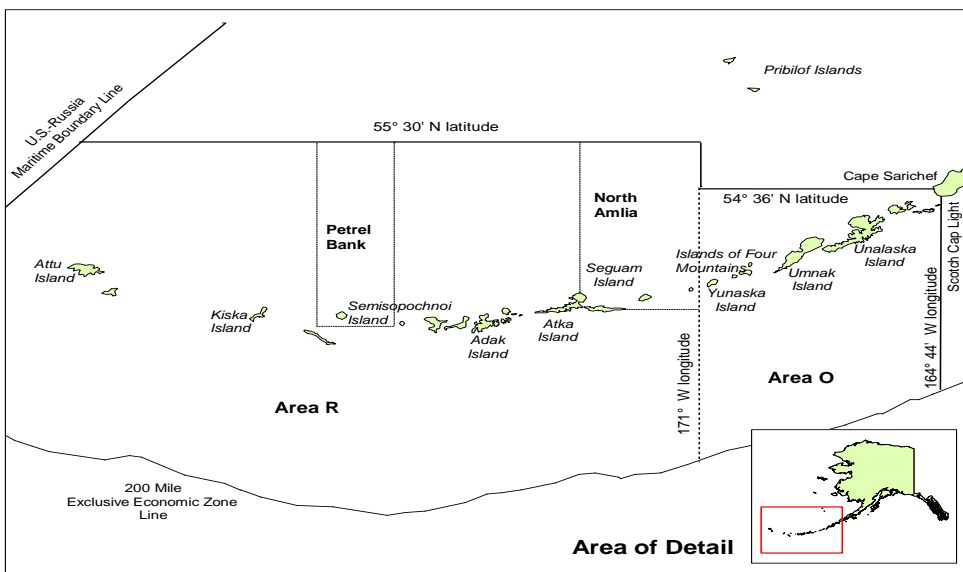 Pribilof Islands
U.S.-Russia
Maritime Boundary Line
55° 30' N latitude
Cape Sarichef
54° 36' N latitude
North
Amlia
Petrel
Bank
Scotch Cap Light
Unalaska
Island
Islands of Four
Mountains
Attu
Island
Seguam
Island
Umnak
Island
Yunaska
Island
Semisopochnoi
Island
Kiska
Island
Atka
Island
Adak
Island
164° 44' W longitude
171° W longitude
Area O
Area R
200 Mile
Exclusive Economic Zone
Line
Area of Detail